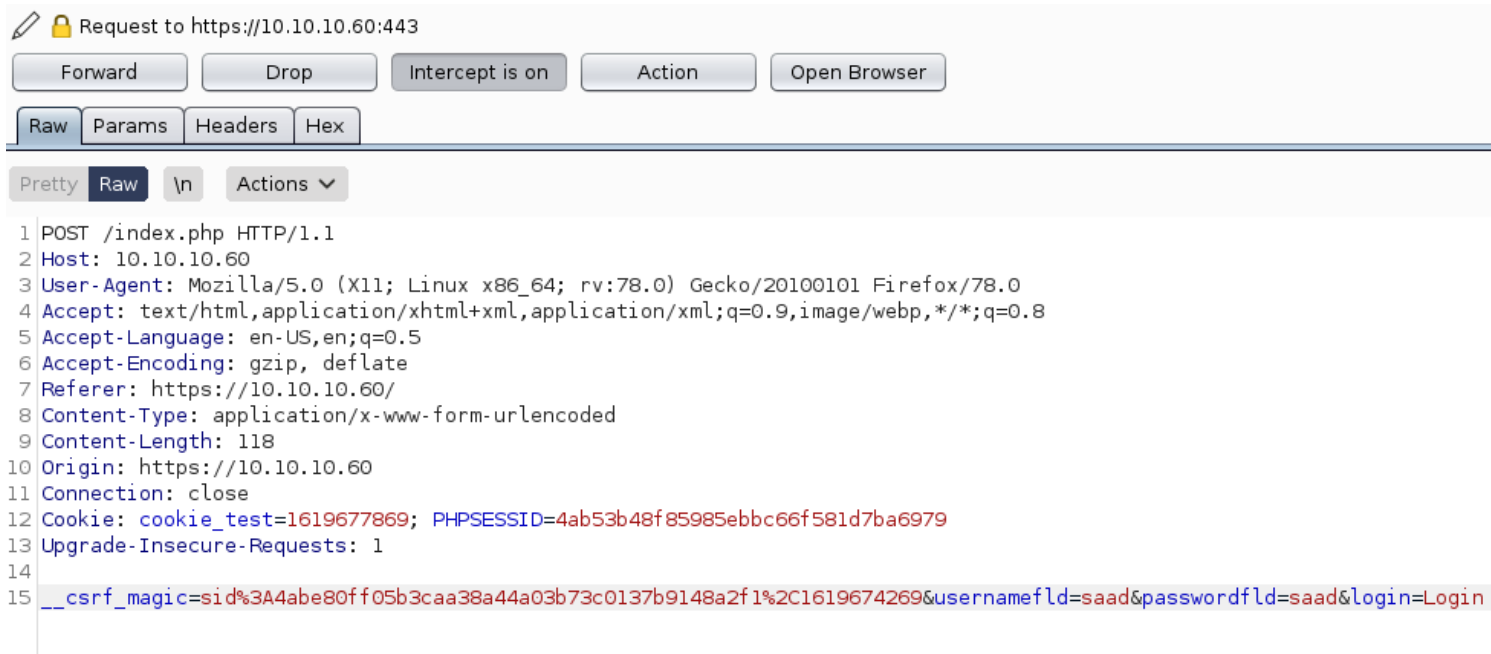 Request to https://10.10.10.60:443
Forward Drop Intercept is on Action Open Browser
Raw Params Headers Hex
Pretty Raw \n Actions
1 POST /index.php HTTP/1.1
2 Host: 10.10.10.60
3 User-Agent: Mozilla/5.0 (X11; Linux x86_64; rv:78.0) Gecko/20100101 Firefox/78.0
4 Accept: text/html,application/xhtml+xml,application/xml;q=0.9,image/webp,*/*;q=0.8
5 Accept-Language: en-US,en;q=0.5
6 Accept-Encoding: gzip, deflate
7 Referer: https://10.10.10.60/
8 Content-Type: application/x-www-form-urlencoded
9 Content-Length: 118
10 Origin: https://10.10.10.60
11 Connection: close
12 Cookie: cookie_test=1619677869; PHPSESSID=4ab53b48f85985ebbc66f581d7ba6979
13 Upgrade-Insecure-Requests: 1
14
15 __csrf_magic=sid%3A4abe80ff05b3caa38a44a03b73c0137b9148a2f1%2C1619674269&usernamefld=saad&passwordfld=saad&login=Login